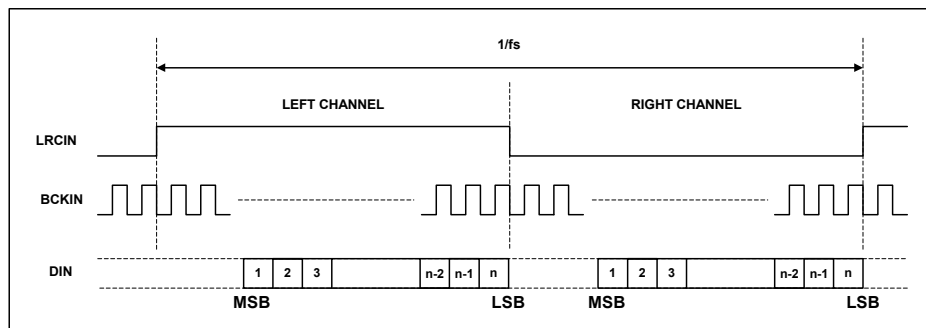 1/fs
LEFT CHANNEL RIGHT CHANNEL
LRCIN
BCKIN
DIN 1 2 3 n-2 n-1 n 1 2 3 n-2 n-1 n
MSB LSB MSB LSB